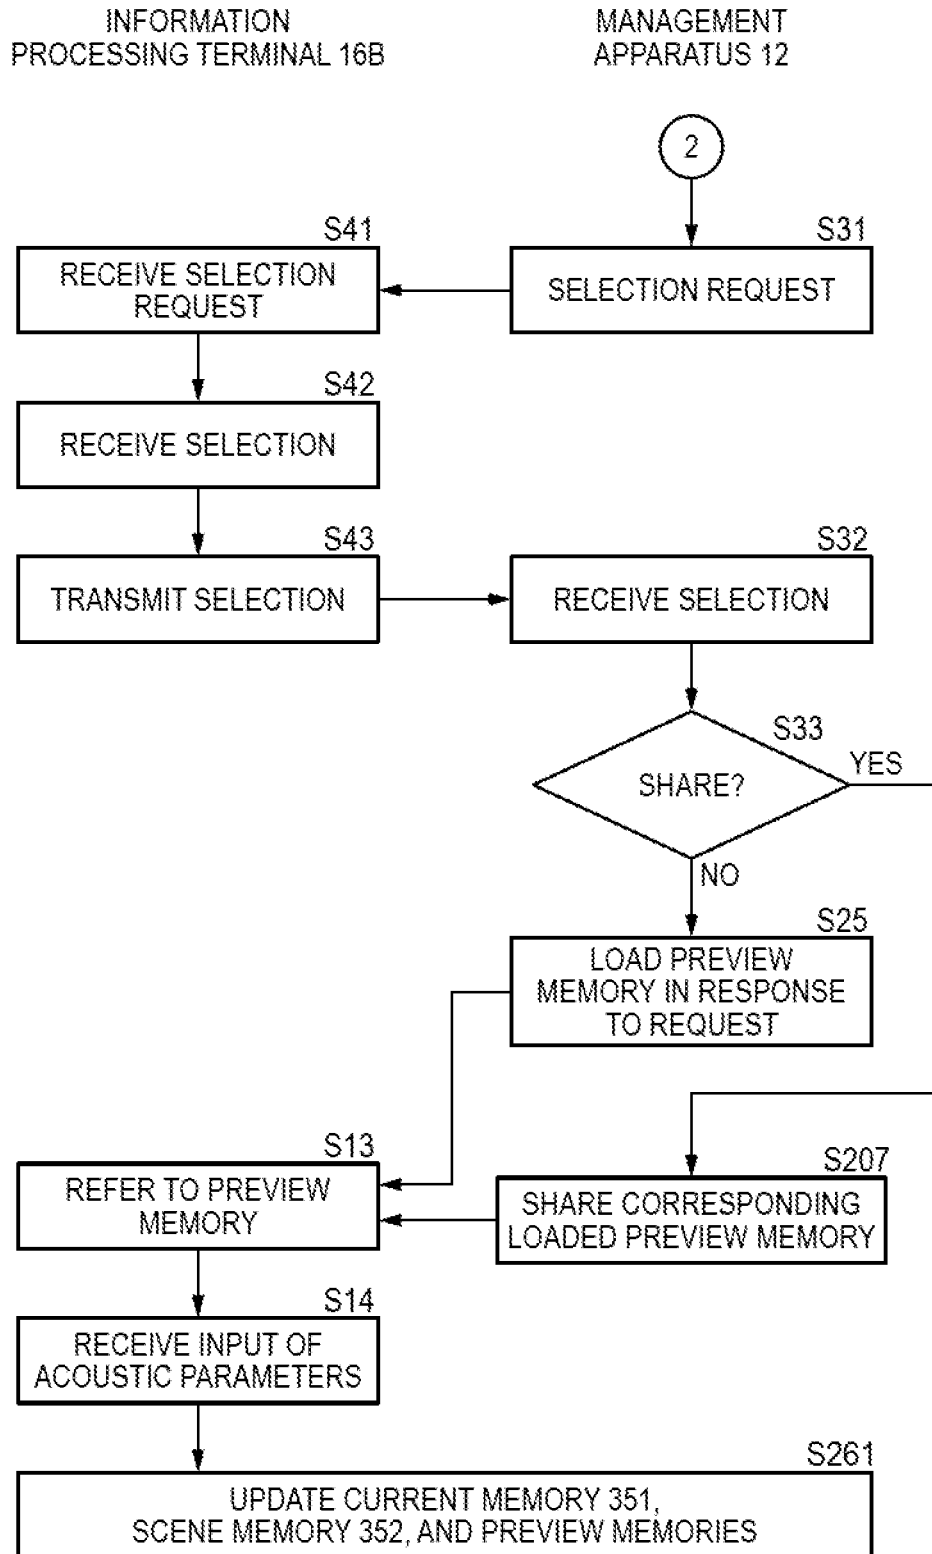 INFORMATION
PROCESSING TERMINAL 16B
MANAGEMENT
APPARATUS 12
2
S41
RECEIVE SELECTION
REQUEST
S31
SELECTION REQUEST
S42
RECEIVE SELECTION
S43
TRANSMIT SELECTION
S32
RECEIVE SELECTION
S33
SHARE?
YES
NO
S25
LOAD PREVIEW
MEMORY IN RESPONSE
TO REQUEST
S13
REFER TO PREVIEW
MEMORY
S207
SHARE CORRESPONDING
LOADED PREVIEW MEMORY
S14
RECEIVE INPUT OF
ACOUSTIC PARAMETERS
S261
UPDATE CURRENT MEMORY 351,
SCENE MEMORY 352, AND PREVIEW MEMORIES